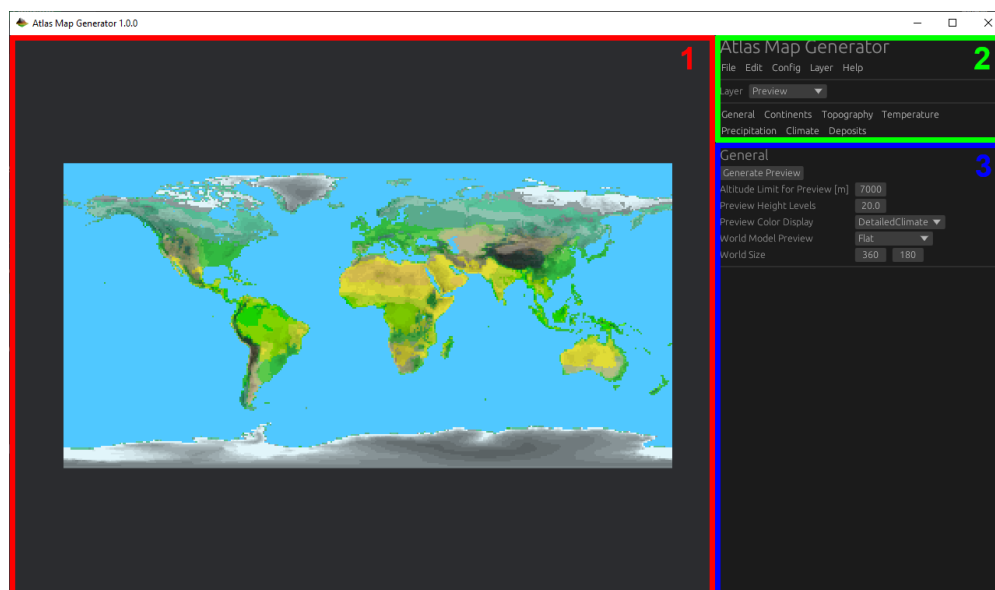 Atlas Map Generator 1.0.0
1
Atlas Map Generator
2
File Edit Config Layer Help
Layer Preview
General Continents Topography Temperature
Precipitation Climate Deposits
General
3
Generate Preview
Altitude Limit for Preview [m] 7000
Preview Height Levels 20.0
Preview Color Display DetailedClimate
World Model Preview Flat
World Size 360 180